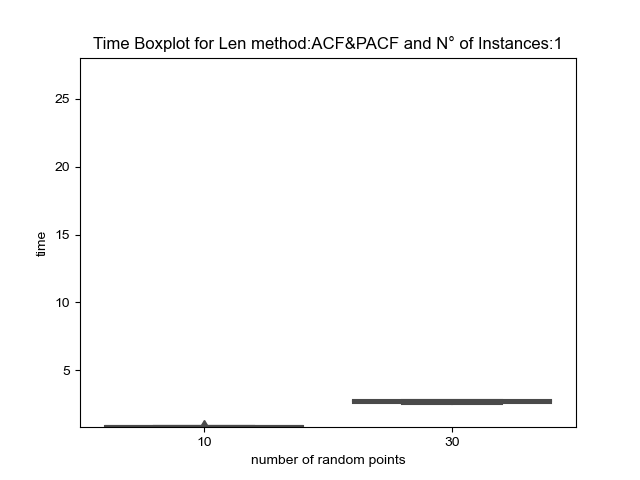 Time Boxplot for Len method:ACF&PACF and N° of Instances:1
25
20
15
10
5
time
10 30
number of random points